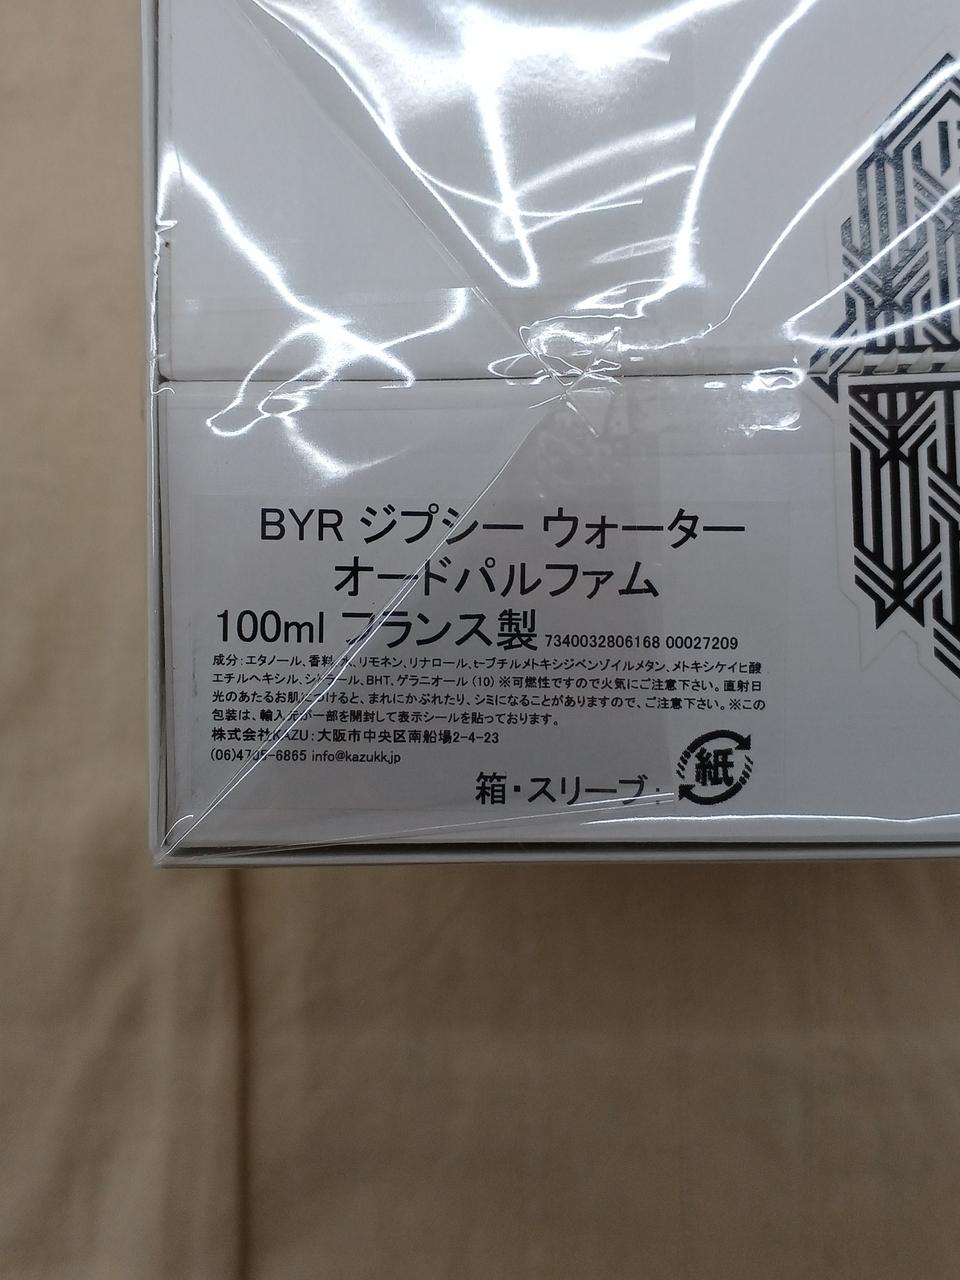 BYR ジプシー ウォーター
オードパルファム
100ml フランス製 7340032806168 00027209
成分：エタノール、香料、水、リモネン、リナロール、t-ブチルメトキシジベンゾイルメタン、メトキシケイヒ酸
エチルヘキシル、シトラール、BHT、ゲラニオール (10) ※可燃性ですので火気にご注意下さい。直射日
光のあたるお肌につけると、まれにかぶれたり、シミになることがありますので、ご注意下さい。※この
包装は、輸入元が一部を開封して表示シールを貼っております。
株式会社KAZU：大阪市中央区南船場2-4-23
(06)4705-6865 info@kazukk.jp
箱・スリーブ： 紙